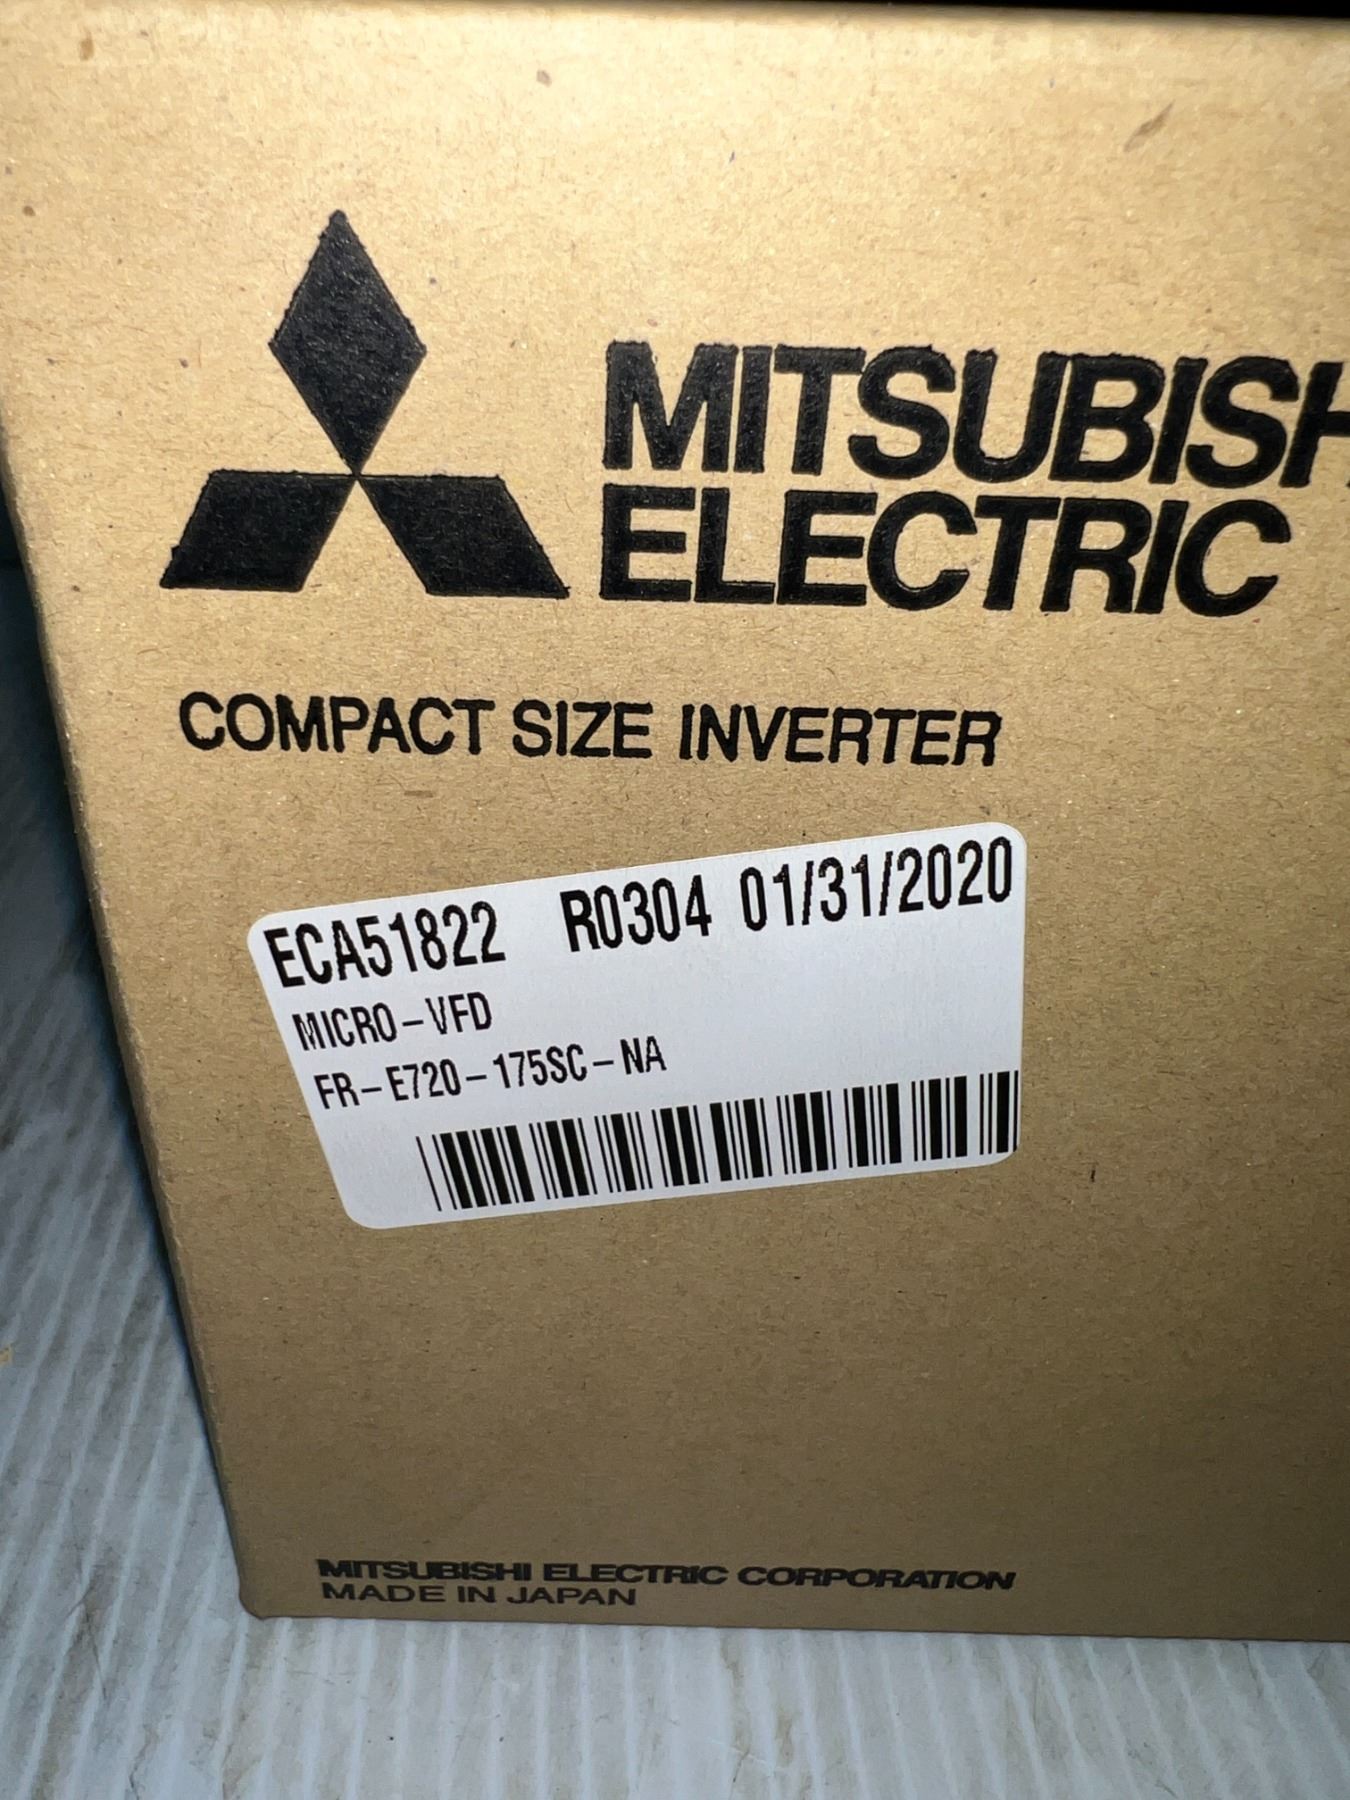 MITSUBISH
ELECTRIC
COMPACT SIZE INVERTER
ECA51822 R0304 01/31/2020
MICRO-VFD
FR-E720-175SC-NA
MITSUBISHI ELECTRIC CORPORATION
MADE IN JAPAN